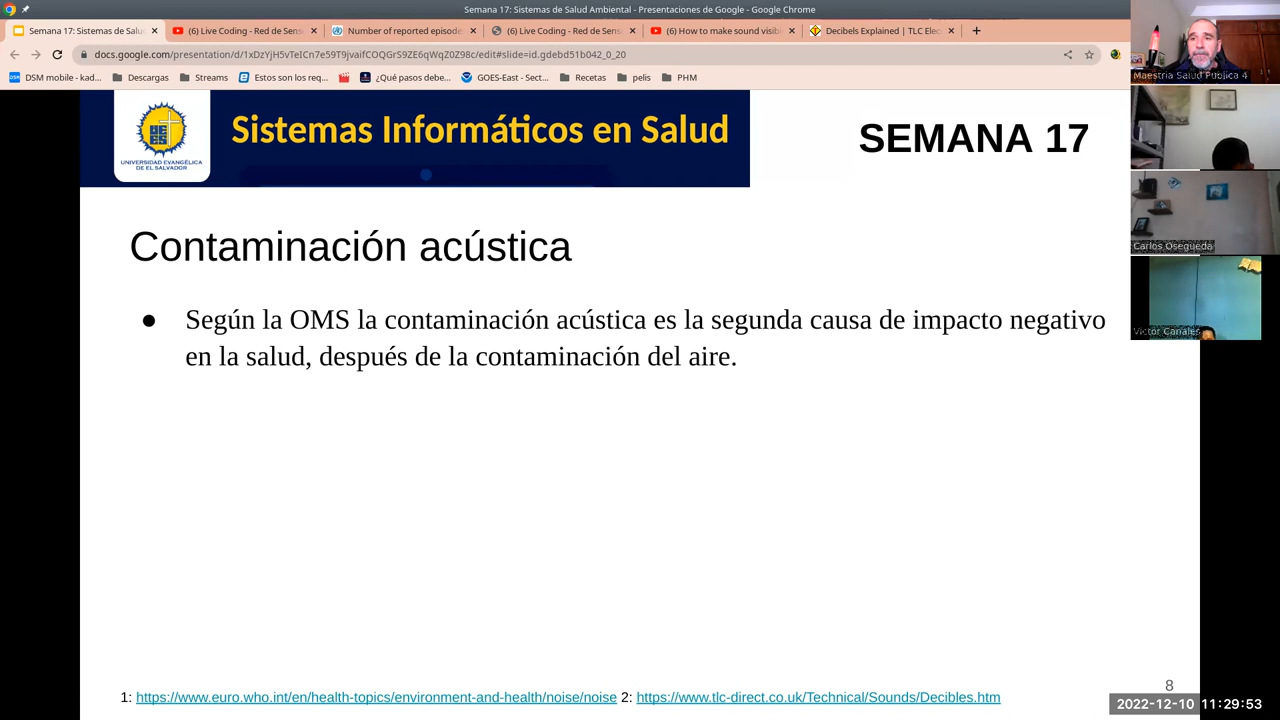 Semana 17: Sistemas de Salud Ambiental - Presentaciones de Google - Google Chrome
Semana 17: Sistemas de Salu
(6) Live Coding - Red de Sens
Number of reported episode
(6) Live Coding - Red de Sens
(6) How to make sound visibl
Decibels Explained | TLC Elec
docs.google.com/presentation/d/1xDzYjH5vTeICn7e59T9jvaifCOQGrS9ZE6qWqZ0Z98c/edit#slide=id.gdebd51b042_0_20
DSM mobile - kad...
Descargas
Streams
Estos son los req...
¿Qué pasos debe...
GOES-East - Sect...
Recetas
pelis
PHM
Maestria Salud Publica 4
Carlos Osegueda
Victor Canales
UNIVERSIDAD EVANGÉLICA
DE EL SALVADOR
Sistemas Informáticos en Salud
SEMANA 17
Contaminación acústica
● Según la OMS la contaminación acústica es la segunda causa de impacto negativo
en la salud, después de la contaminación del aire.
1: https://www.euro.who.int/en/health-topics/environment-and-health/noise/noise 2: https://www.tlc-direct.co.uk/Technical/Sounds/Decibles.htm
8
2022-12-10 11:29:53